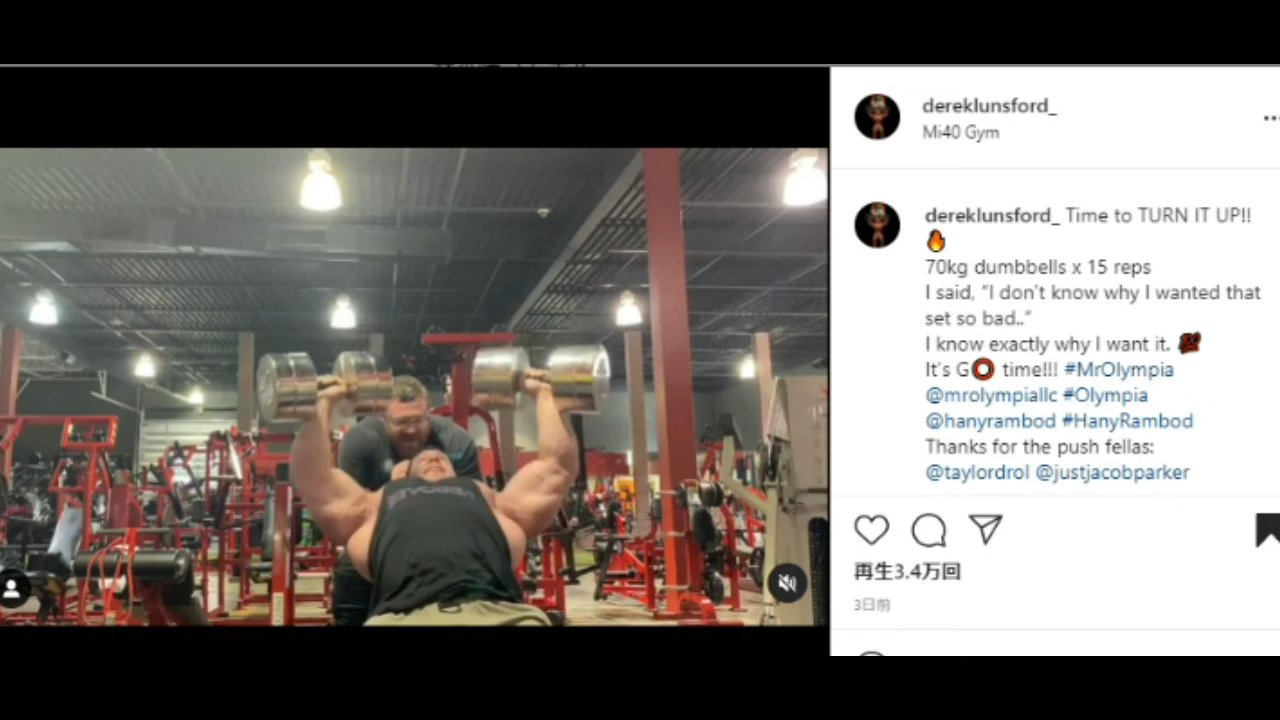 dereklunsford_
Mi40 Gym
dereklunsford_ Time to TURN IT UP!!
🔥
70kg dumbbells x 15 reps
I said, “I don’t know why I wanted that
set so bad..”
I know exactly why I want it. 💯
It’s G⭕ time!!! #MrOlympia
@mrolympiallc #Olympia
@hanyrambod #HanyRambod
Thanks for the push fellas:
@taylordrol @justjacobparker
再生3.4万回
3日前